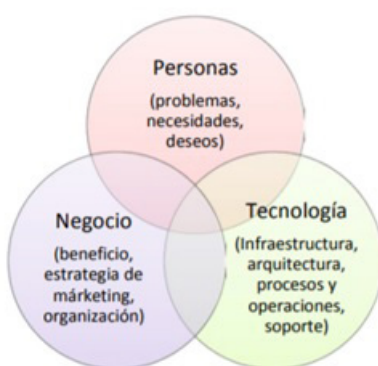 Personas
(problemas,
necesidades,
deseos)
Negocio
(beneficio,
estrategia de
márketing,
organización)
Tecnología
(Infraestructura,
arquitectura,
procesos y
operaciones,
soporte)